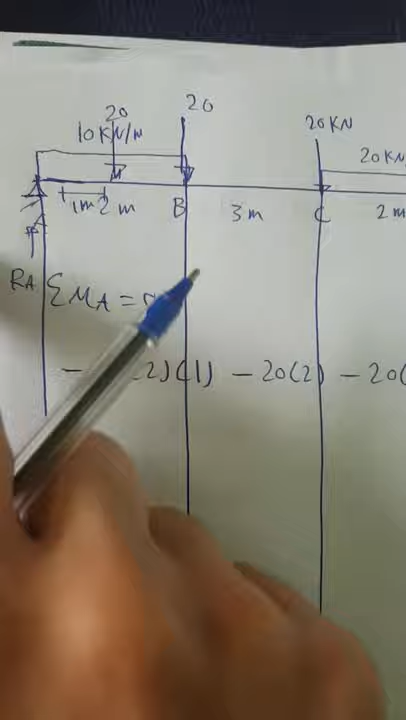 20 20
10 KN/m 20 KN
20 KN
1m 2 m B 3 m C 2 m
RA
ΣMA =
2)(1) - 20(2) - 20(